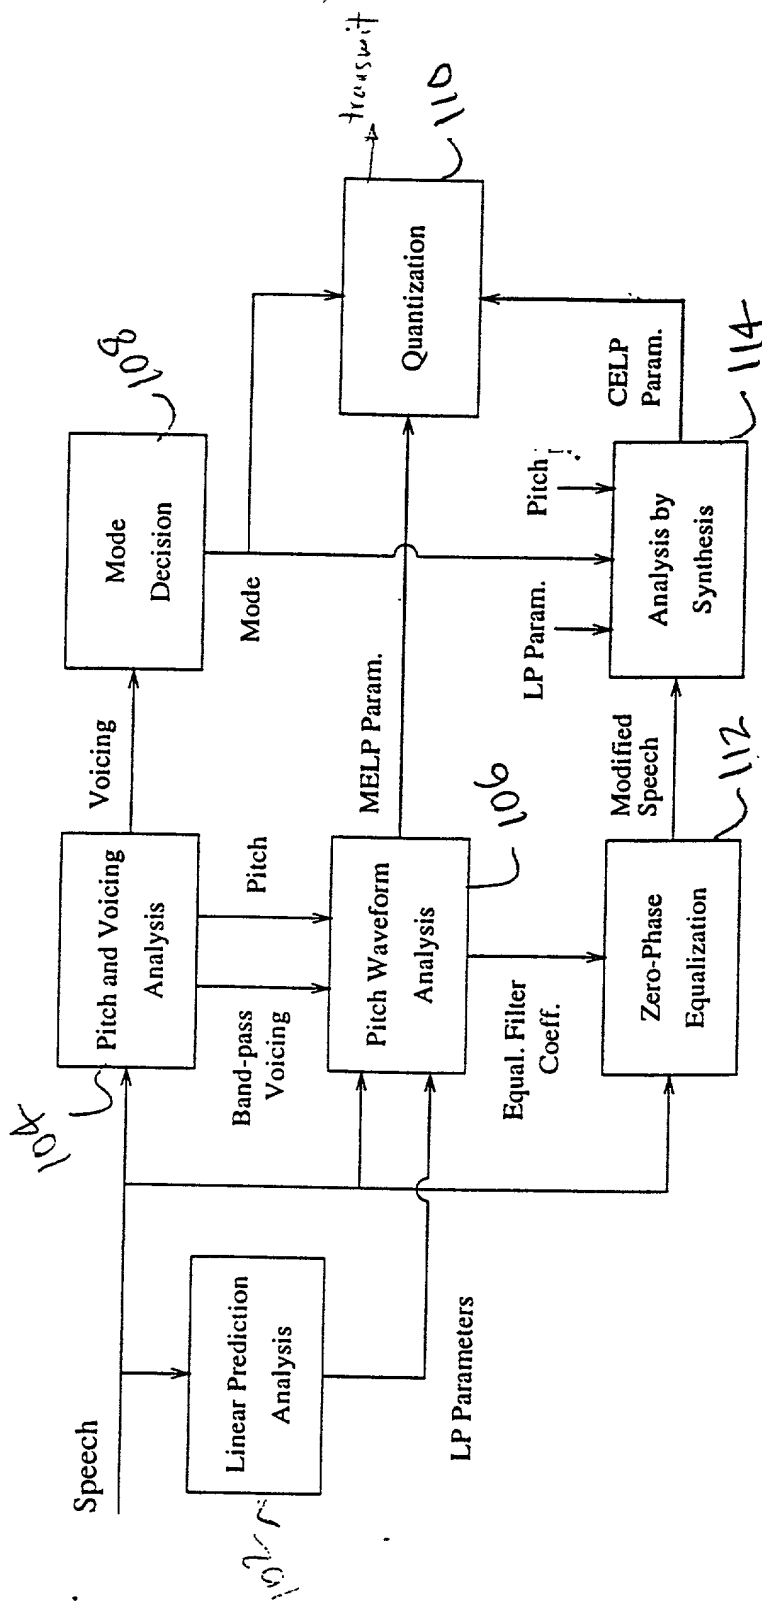 Speech
102
Linear Prediction
Analysis
LP Parameters
104
Pitch and Voicing
Analysis
Voicing
Band-pass
Voicing
Pitch
Pitch Waveform
Analysis
106
MELP Param.
Equal. Filter
Coeff.
Zero-Phase
Equalization
112
Modified
Speech
Mode
Decision
108
Mode
LP Param.
Pitch
Analysis by
Synthesis
114
CELP
Param.
Quantization
110
transmit